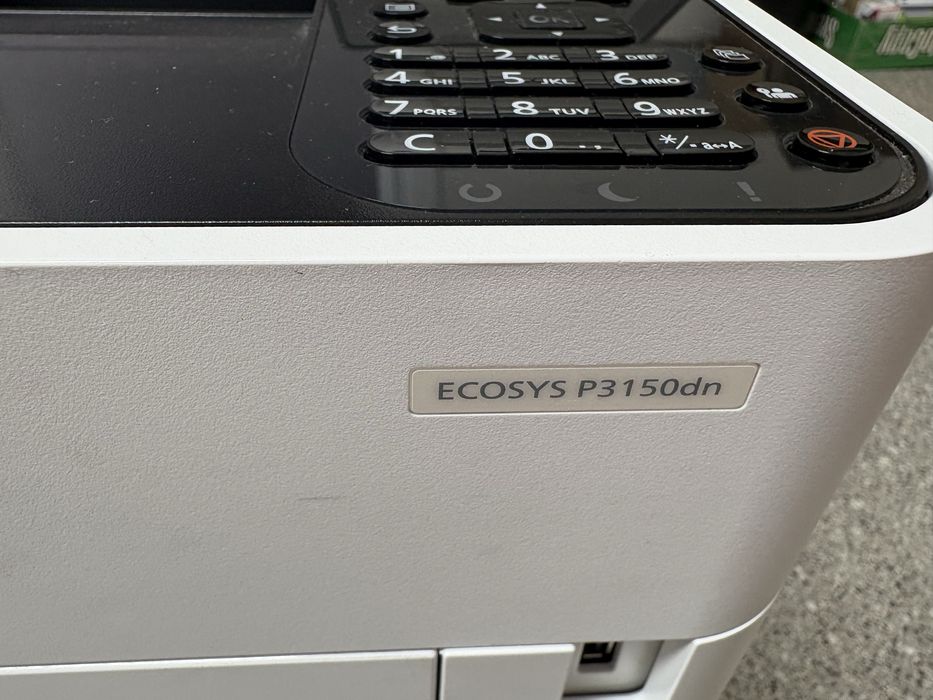 OK
1 .@ 2 ABC 3 DEF
4 GHI 5 JKL 6 MNO
7 PQRS 8 TUV 9 WXYZ
C 0 ., */. a↔A
!
ECOSYS P3150dn